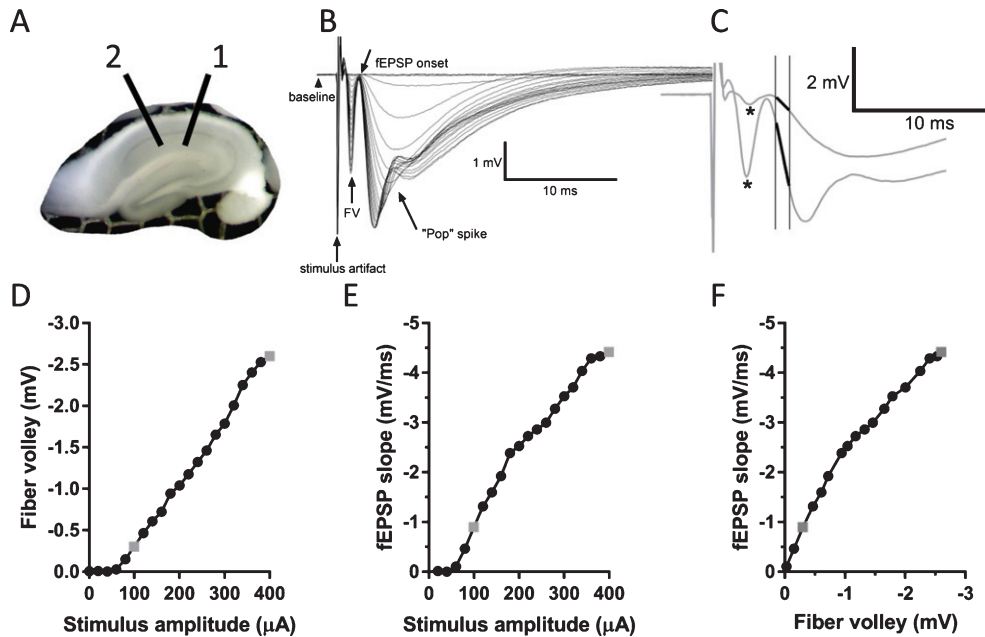 A
2 1
B
fEPSP onset
baseline
1 mV
10 ms
FV
"Pop" spike
stimulus artifact
C
2 mV
10 ms
*
*
D
-3.0
-2.5
-2.0
-1.5
-1.0
-0.5
0.0
0 100 200 300 400
Fiber volley (mV)
Stimulus amplitude (μA)
E
-5
-4
-3
-2
-1
0
0 200 400 600
fEPSP slope (mV/ms)
Stimulus amplitude (μA)
F
-5
-4
-3
-2
-1
0
0 -1 -2 -3
fEPSP slope (mV/ms)
Fiber volley (mV)